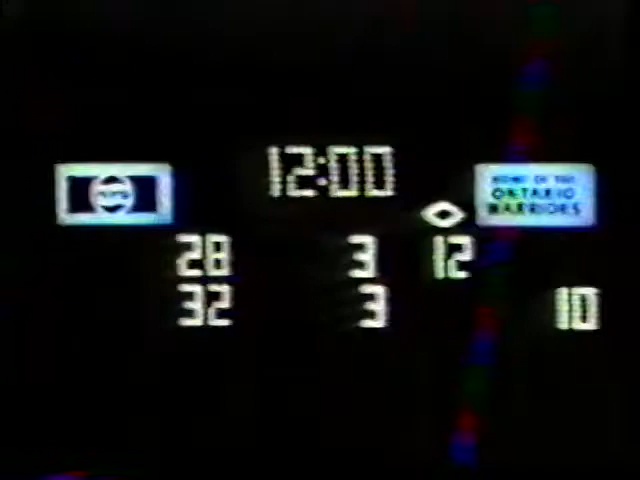 12:00
HOME OF THE
ONTARIO
WARRIORS
28 3 12
32 3 10